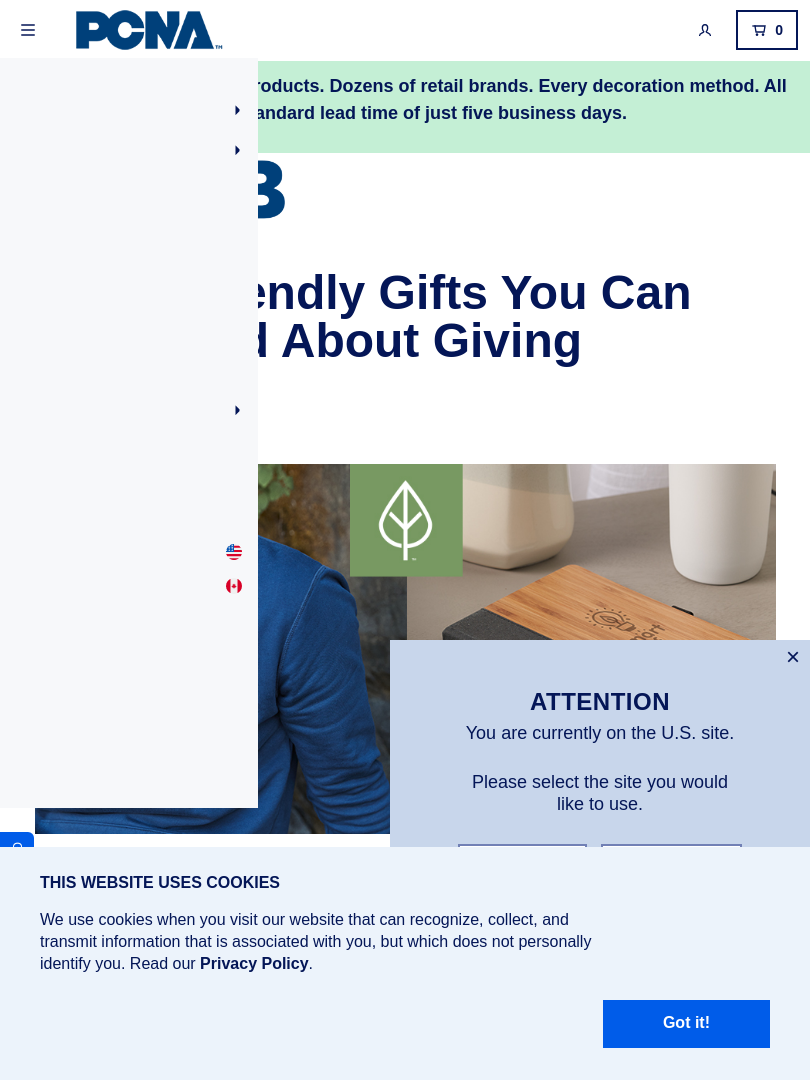 PCNA™
0
roducts. Dozens of retail brands. Every decoration method. All
andard lead time of just five business days.
B
endly Gifts You Can
d About Giving
ATTENTION
You are currently on the U.S. site.
Please select the site you would
like to use.
THIS WEBSITE USES COOKIES
We use cookies when you visit our website that can recognize, collect, and
transmit information that is associated with you, but which does not personally
identify you. Read our Privacy Policy.
Got it!